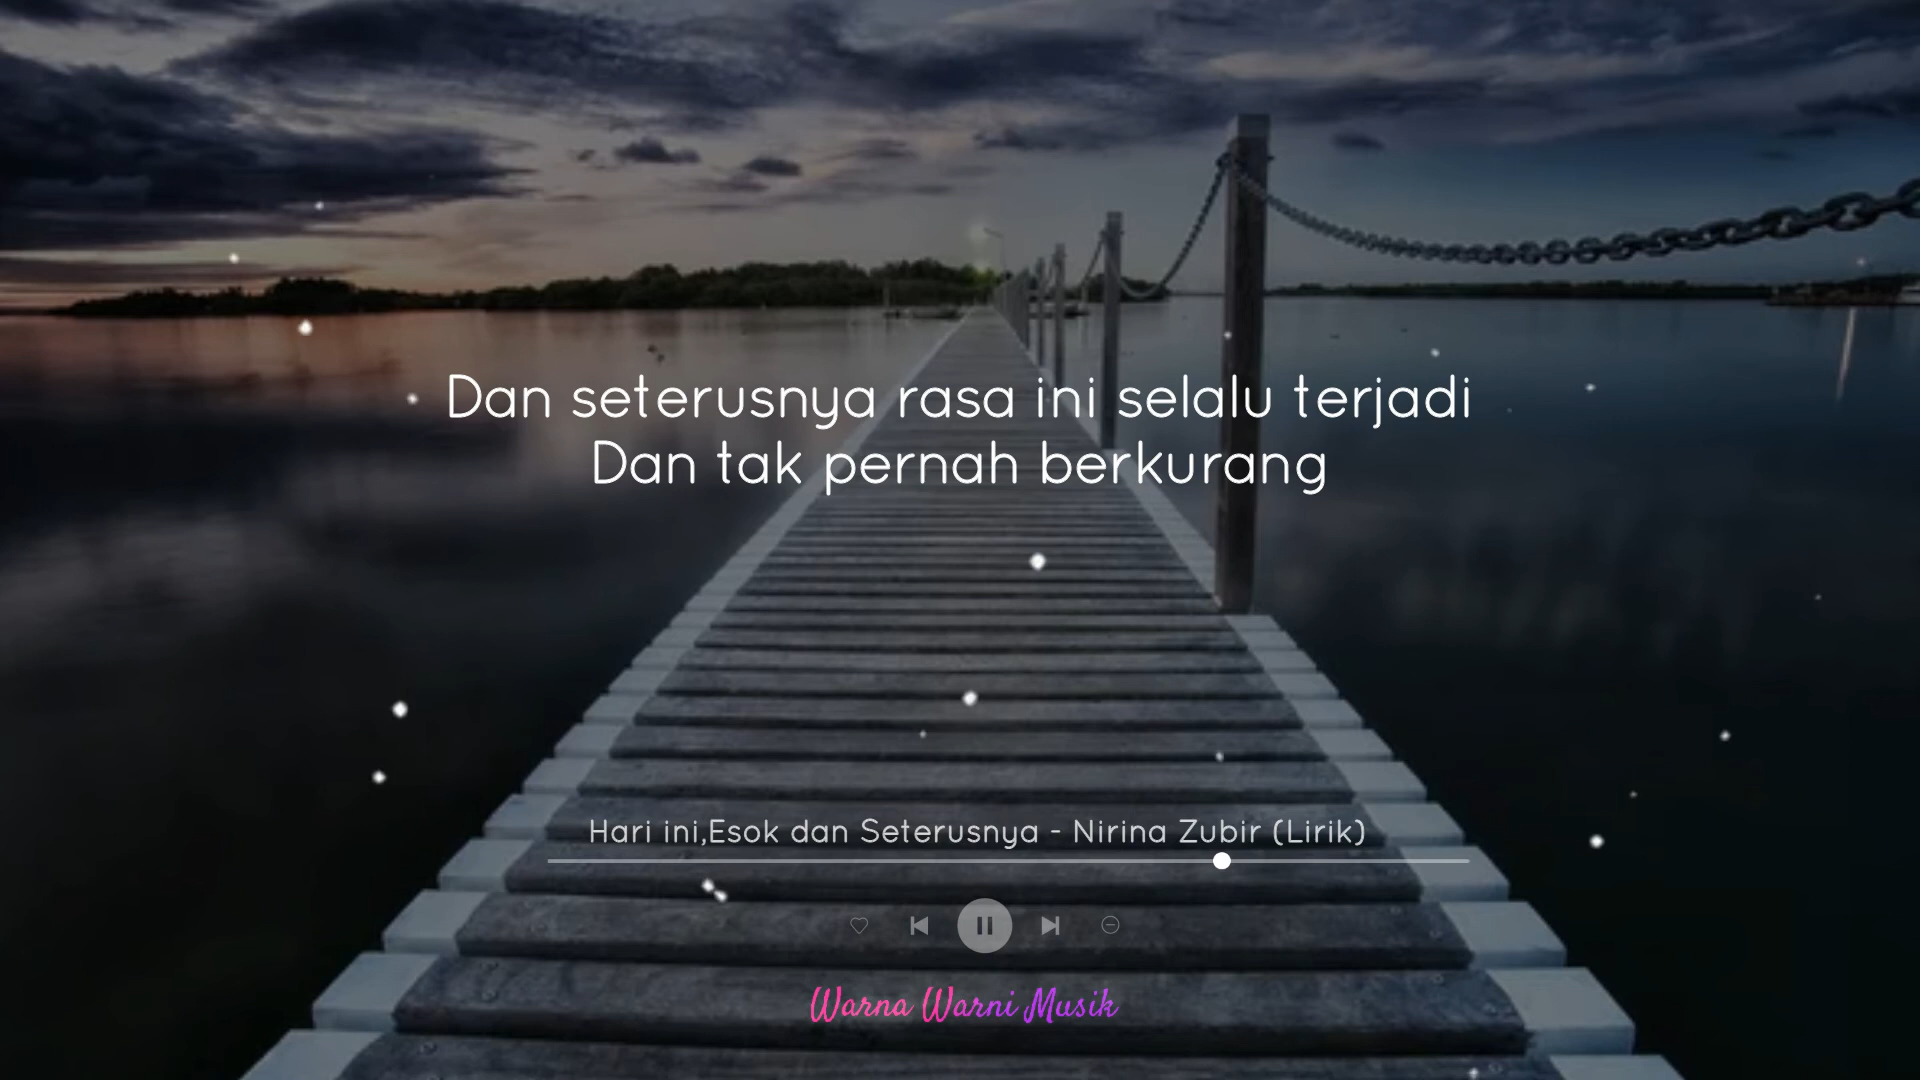 Dan seterusnya rasa ini selalu terjadi
Dan tak pernah berkurang
Hari ini,Esok dan Seterusnya - Nirina Zubir (Lirik)
Warna Warni Musik